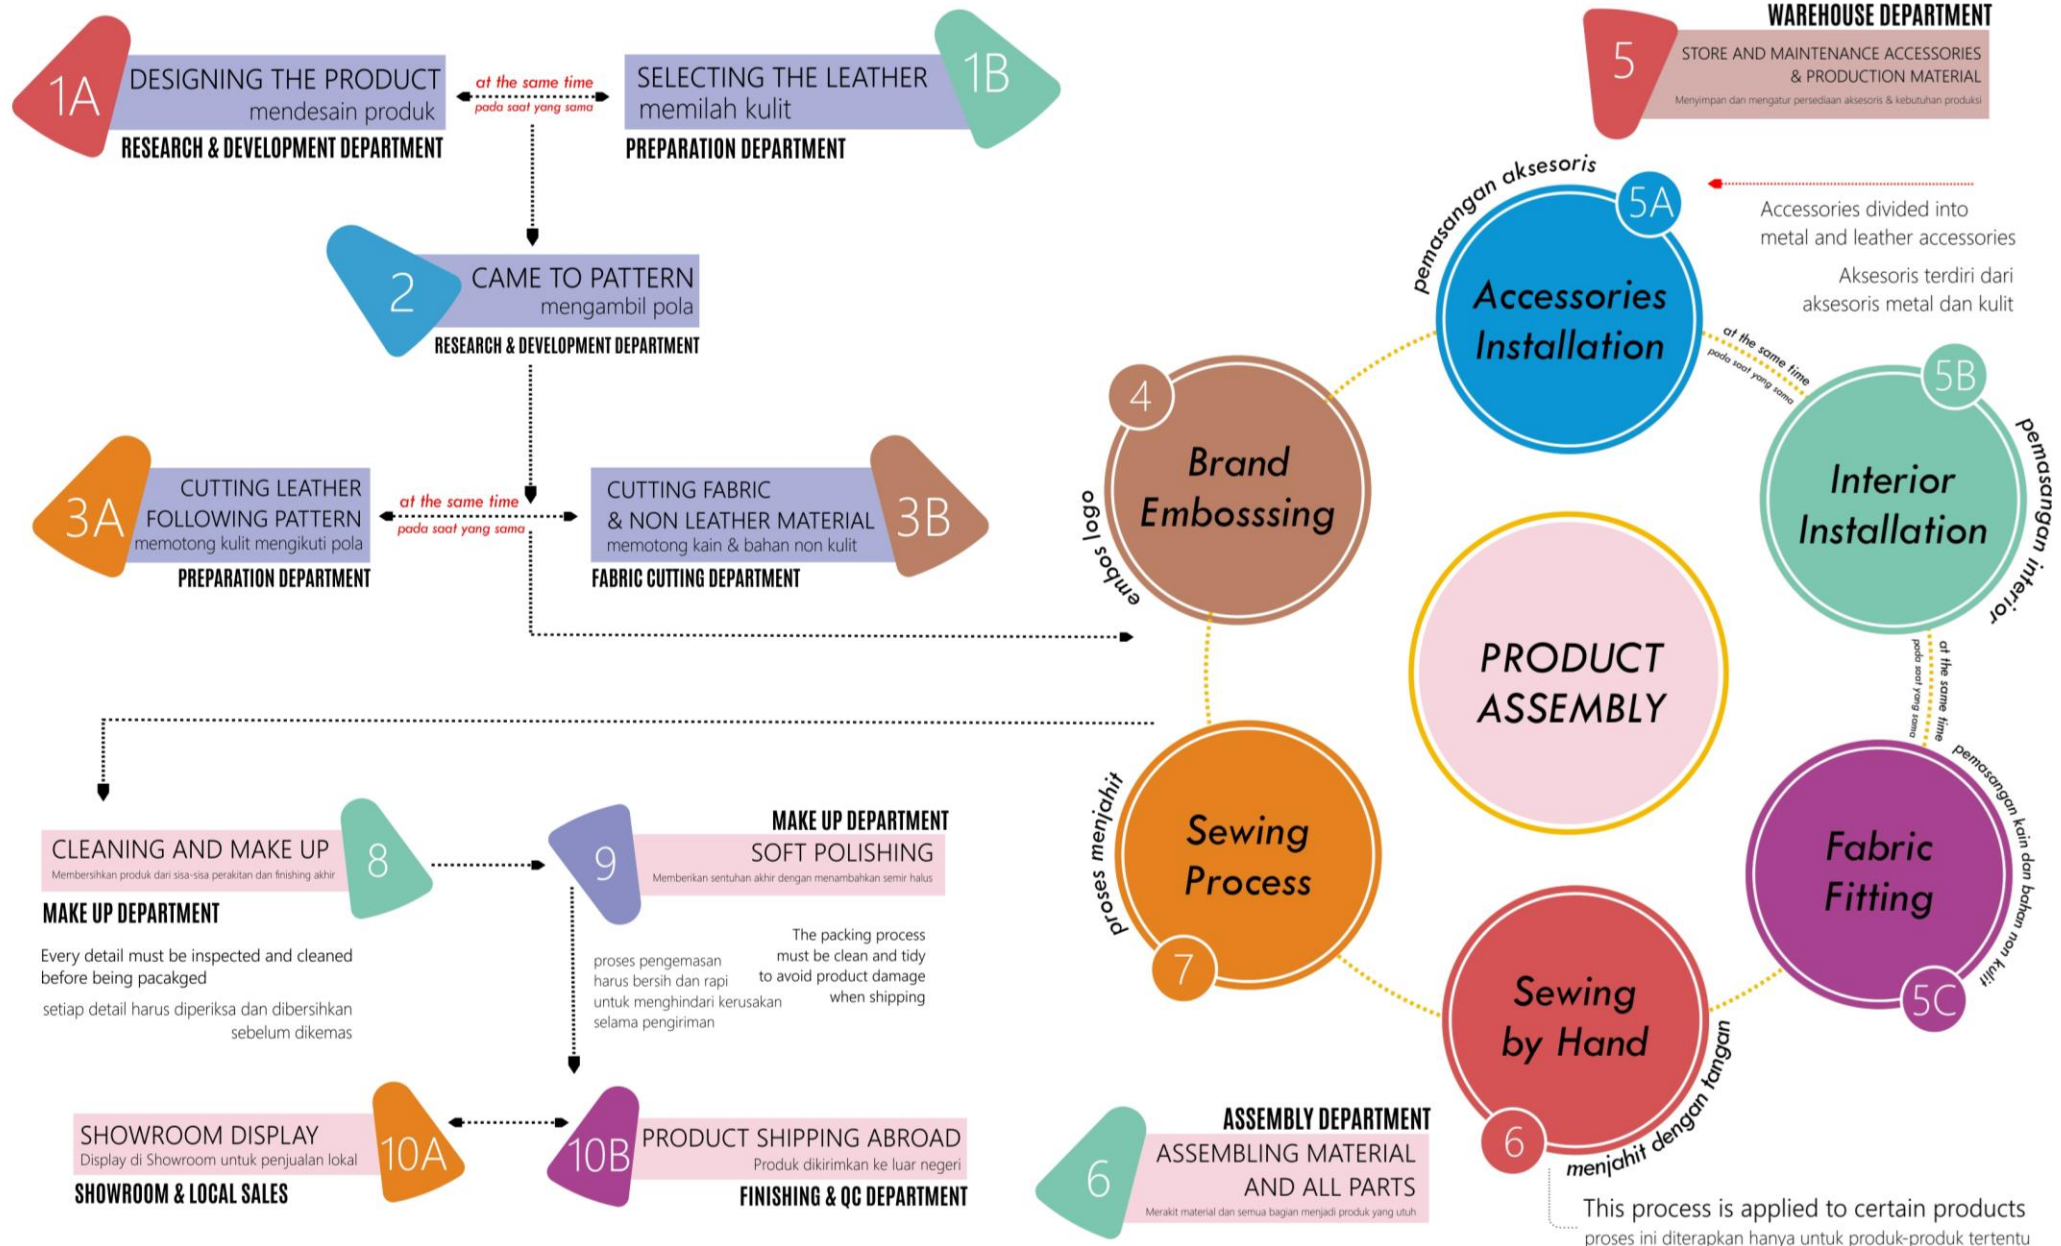 1A
DESIGNING THE PRODUCT
mendesain produk
RESEARCH & DEVELOPMENT DEPARTMENT
at the same time
pada saat yang sama
SELECTING THE LEATHER
memilah kulit
1B
PREPARATION DEPARTMENT
2
CAME TO PATTERN
mengambil pola
RESEARCH & DEVELOPMENT DEPARTMENT
3A
CUTTING LEATHER
FOLLOWING PATTERN
memotong kulit mengikuti pola
PREPARATION DEPARTMENT
at the same time
pada saat yang sama
CUTTING FABRIC
& NON LEATHER MATERIAL
memotong kain & bahan non kulit
3B
FABRIC CUTTING DEPARTMENT
WAREHOUSE DEPARTMENT
5
STORE AND MAINTENANCE ACCESSORIES
& PRODUCTION MATERIAL
Menyimpan dan mengatur persediaan aksesoris & kebutuhan produksi
Accessories divided into
metal and leather accessories
Aksesoris terdiri dari
aksesoris metal dan kulit
4
Brand
Embosssing
embos logo
pemasangan aksesoris
5A
Accessories
Installation
at the same time
pada saat yang sama
5B
Interior
Installation
pemasangan interior
at the same time
pada saat yang sama
PRODUCT
ASSEMBLY
pemasangan kain dan bahan non kulit
Fabric
Fitting
5C
Sewing
by Hand
6
menjahit dengan tangan
This process is applied to certain products
proses ini diterapkan hanya untuk produk-produk tertentu
proses menjahit
Sewing
Process
7
ASSEMBLY DEPARTMENT
6
ASSEMBLING MATERIAL
AND ALL PARTS
Merakit material dan semua bagian menjadi produk yang utuh
CLEANING AND MAKE UP
Membersihkan produk dari sisa-sisa perakitan dan finishing akhir
8
MAKE UP DEPARTMENT
Every detail must be inspected and cleaned
before being pacakged
setiap detail harus diperiksa dan dibersihkan
sebelum dikemas
MAKE UP DEPARTMENT
9
SOFT POLISHING
Memberikan sentuhan akhir dengan menambahkan semir halus
The packing process
must be clean and tidy
to avoid product damage
when shipping
proses pengemasan
harus bersih dan rapi
untuk menghindari kerusakan
selama pengiriman
SHOWROOM DISPLAY
Display di Showroom untuk penjualan lokal
10A
SHOWROOM & LOCAL SALES
10B
PRODUCT SHIPPING ABROAD
Produk dikirimkan ke luar negeri
FINISHING & QC DEPARTMENT